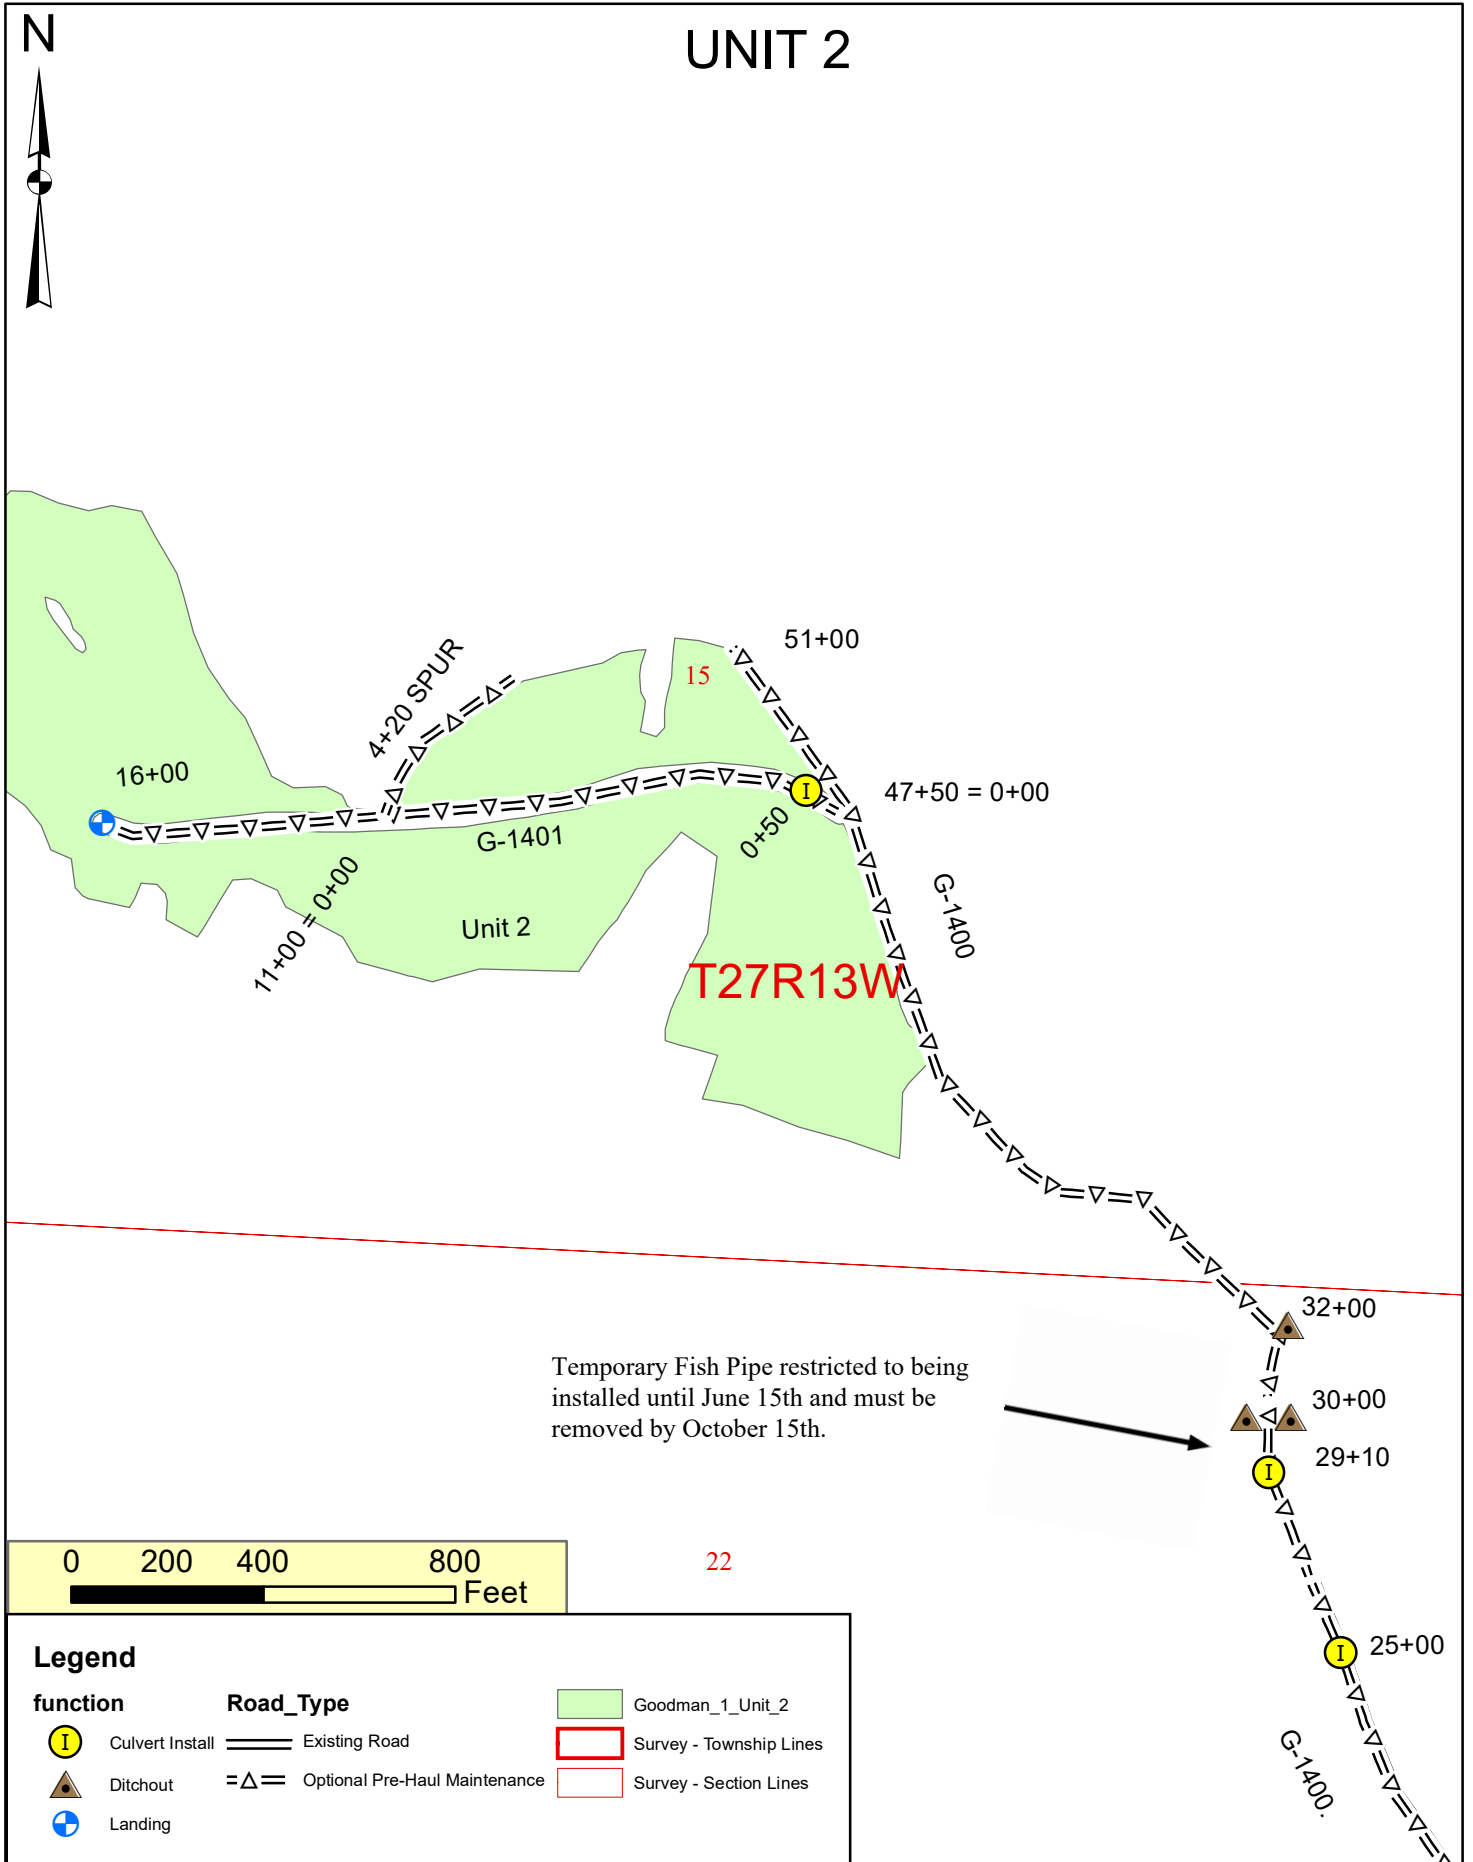 N
UNIT 2
51+00
15
4+20 SPUR
16+00
47+50 = 0+00
0+50
G-1401
11+00 = 0+00
Unit 2
G-1400
T27R13W
32+00
Temporary Fish Pipe restricted to being
installed until June 15th and must be
removed by October 15th.
30+00
29+10
22
0 200 400 800
Feet
25+00
G-1400.
Legend
function
I Culvert Install
Ditchout
Landing
Road_Type
Existing Road
Optional Pre-Haul Maintenance
Goodman_1_Unit_2
Survey - Township Lines
Survey - Section Lines
I
I
I